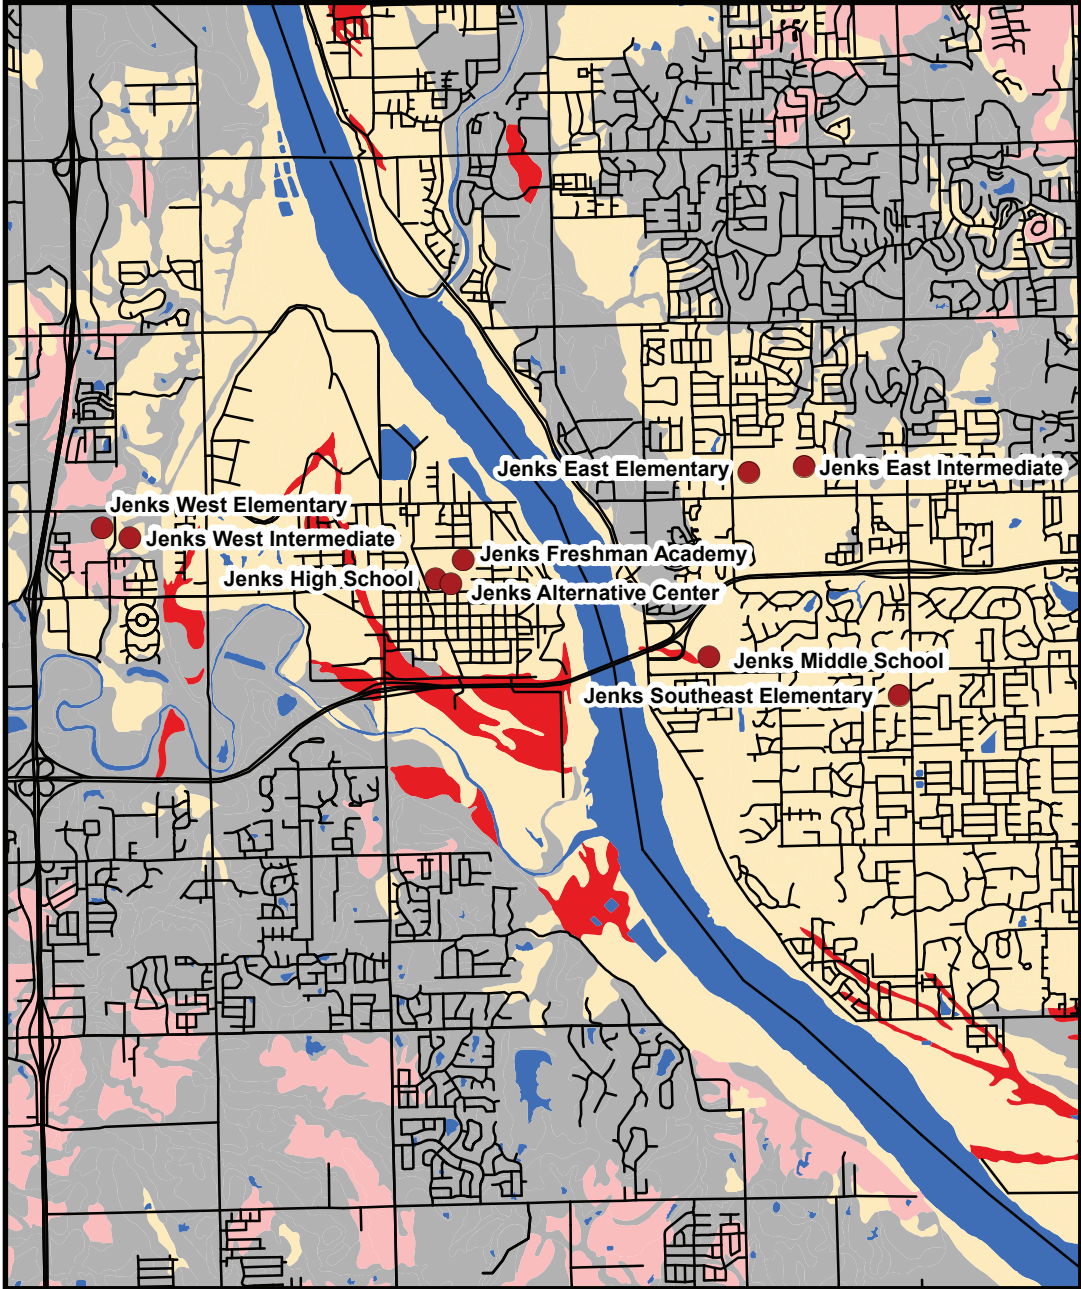 Jenks East Elementary
Jenks East Intermediate
Jenks West Elementary
Jenks West Intermediate
Jenks Freshman Academy
Jenks High School
Jenks Alternative Center
Jenks Middle School
Jenks Southeast Elementary